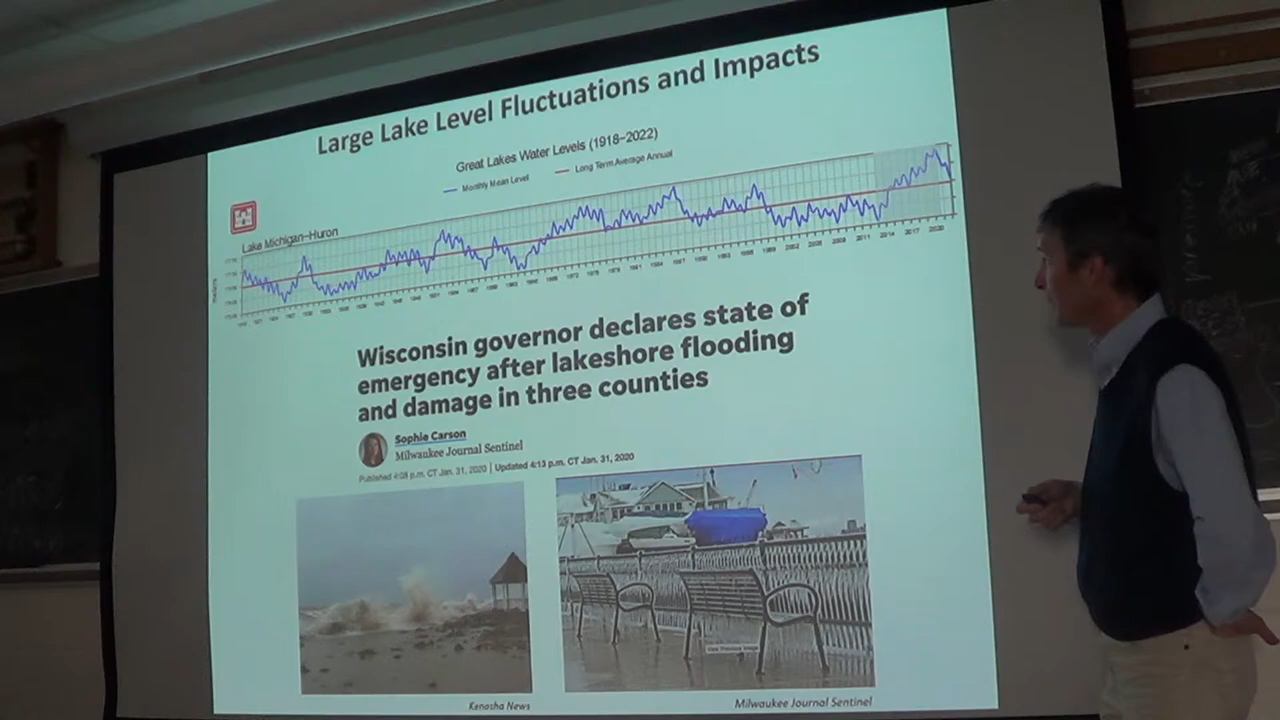 Large Lake Level Fluctuations and Impacts
Great Lakes Water Levels (1918-2022)
Monthly Mean Level
Long Term Average Annual
Lake Michigan-Huron
Wisconsin governor declares state of
emergency after lakeshore flooding
and damage in three counties
Sophie Carson
Milwaukee Journal Sentinel
Published 4:08 p.m. CT Jan. 31, 2020 | Updated 4:13 p.m. CT Jan. 31, 2020
View Previous Image
Kenosha News
Milwaukee Journal Sentinel